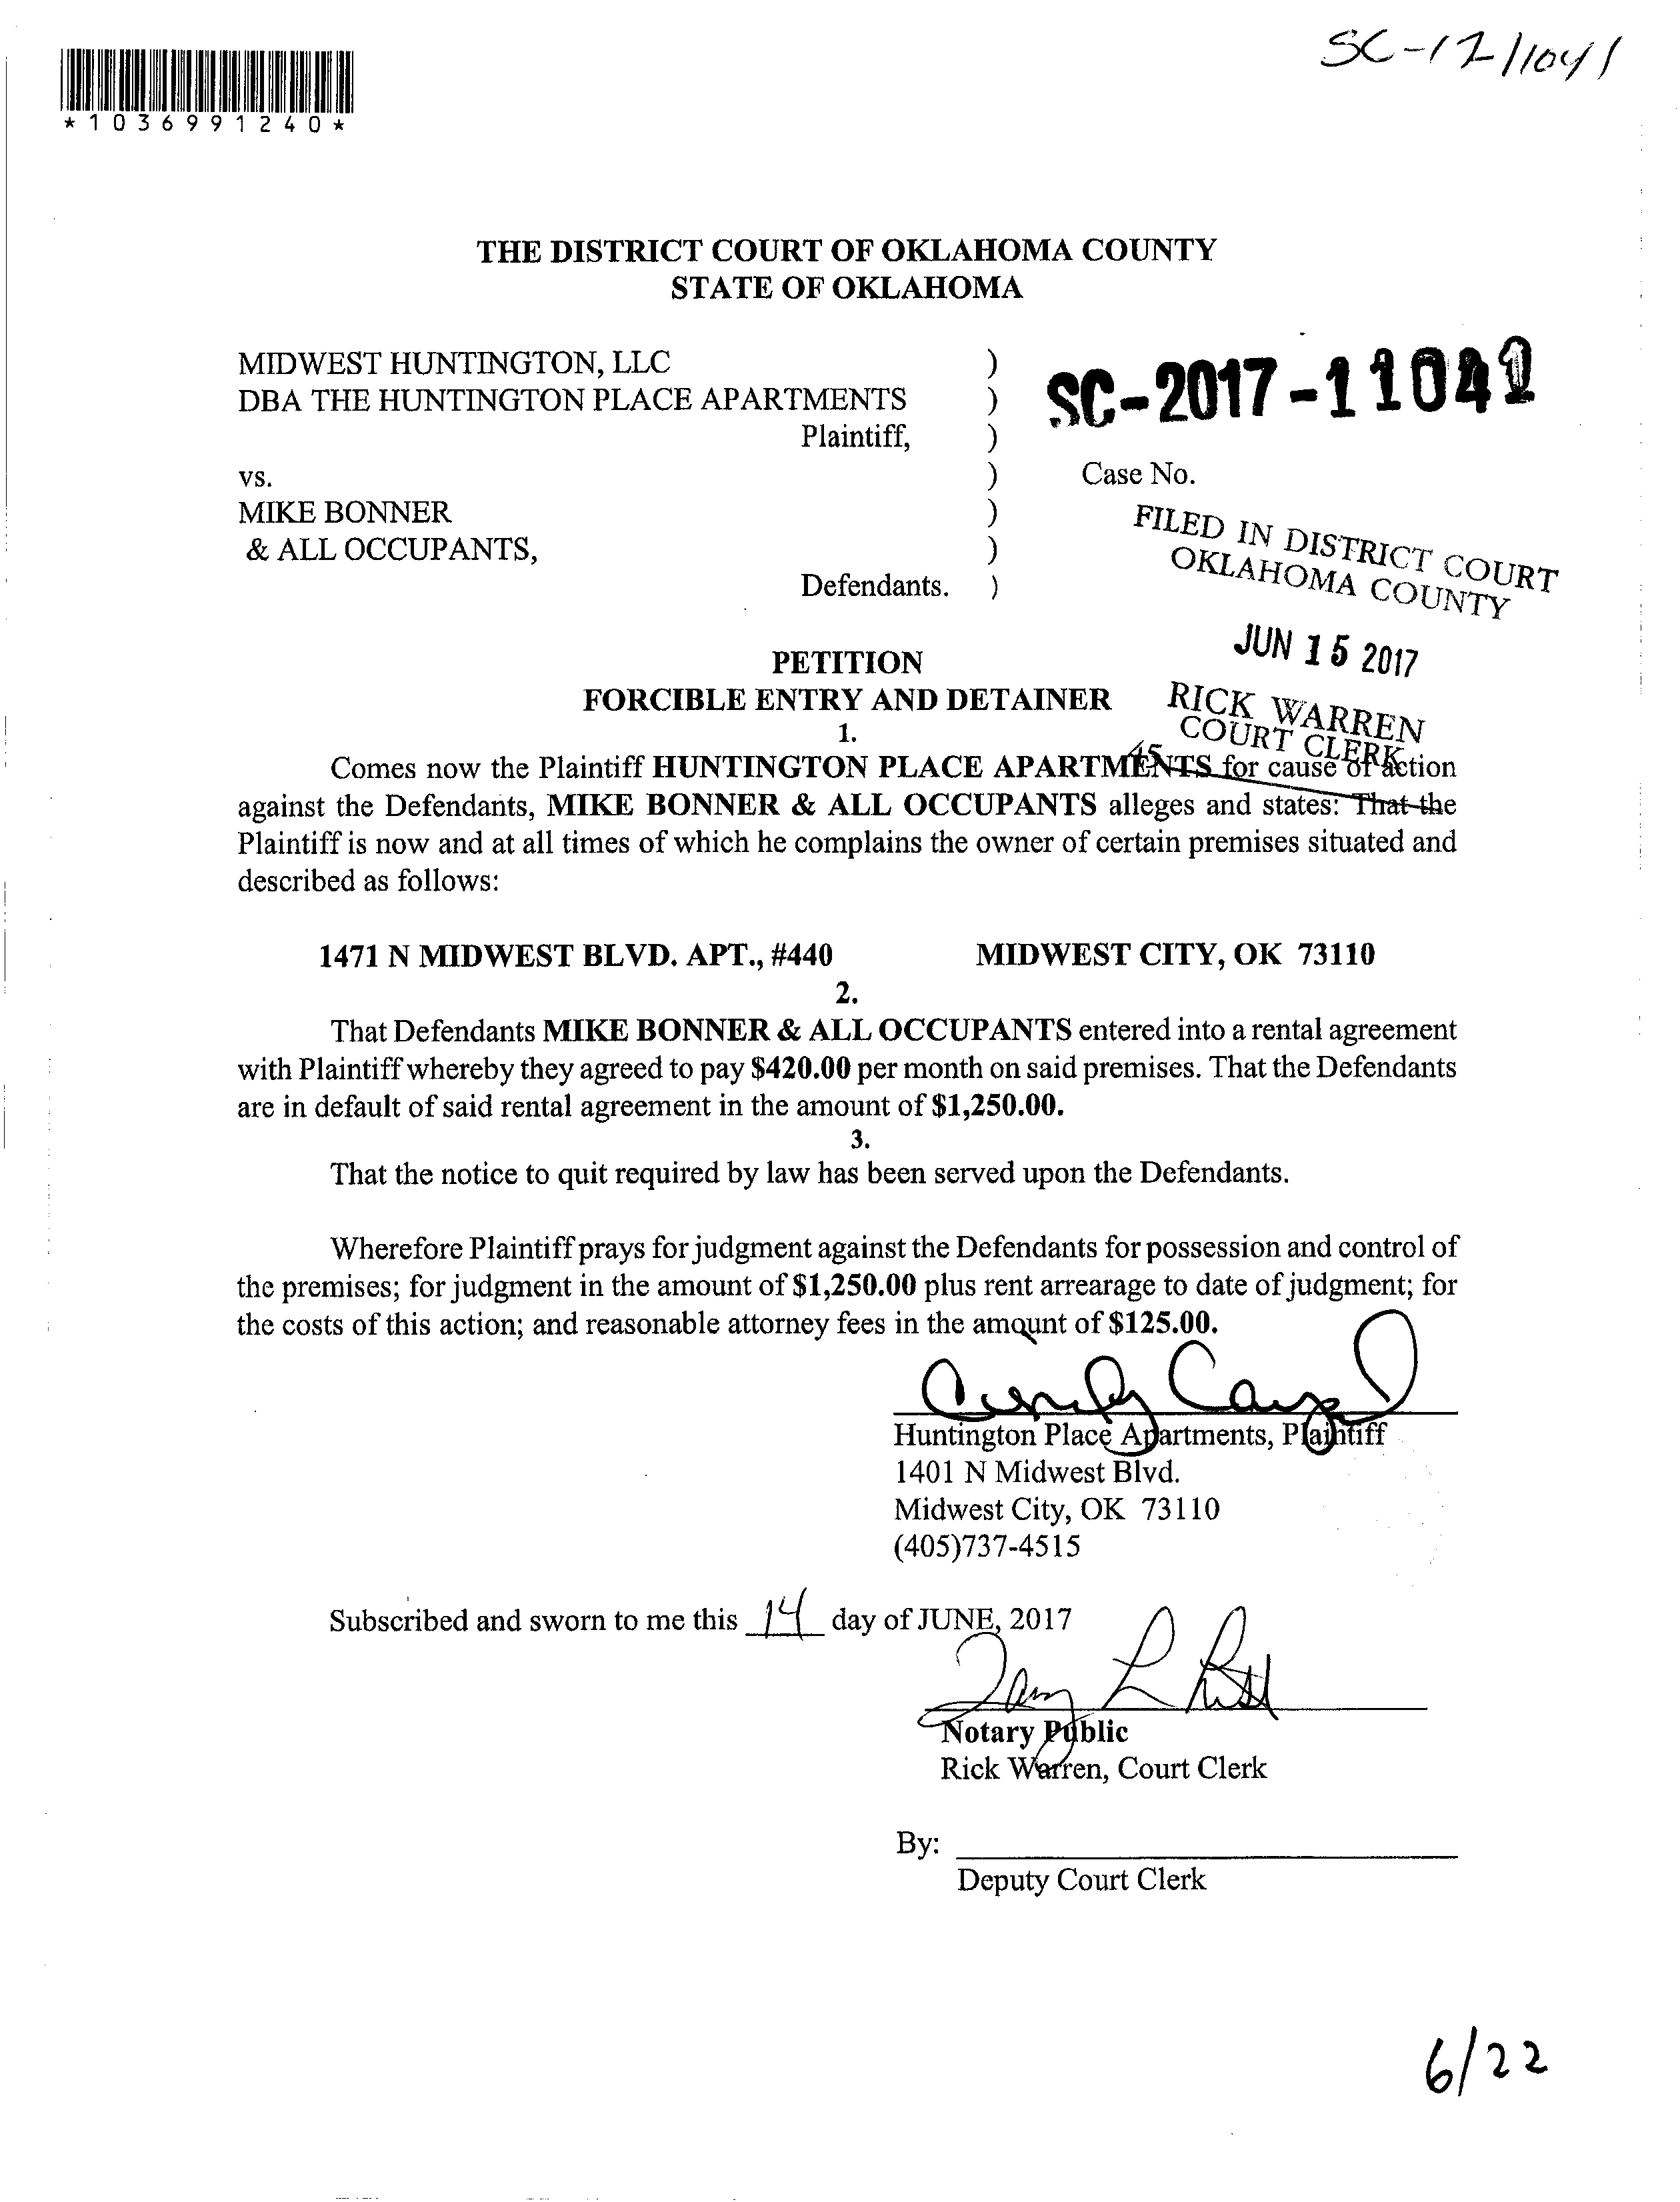 SC-17-11041
*1036991240*
THE DISTRICT COURT OF OKLAHOMA COUNTY
STATE OF OKLAHOMA
MIDWEST HUNTINGTON, LLC )
DBA THE HUNTINGTON PLACE APARTMENTS )
Plaintiff, )
SC-2017-11041
vs. ) Case No.
MIKE BONNER )
& ALL OCCUPANTS, )
Defendants. )
FILED IN DISTRICT COURT
OKLAHOMA COUNTY
JUN 15 2017
RICK WARREN
COURT CLERK
45
PETITION
FORCIBLE ENTRY AND DETAINER
1.
Comes now the Plaintiff HUNTINGTON PLACE APARTMENTS for cause of action
against the Defendants, MIKE BONNER & ALL OCCUPANTS alleges and states: That the
Plaintiff is now and at all times of which he complains the owner of certain premises situated and
described as follows:
1471 N MIDWEST BLVD. APT., #440 MIDWEST CITY, OK 73110
2.
That Defendants MIKE BONNER & ALL OCCUPANTS entered into a rental agreement
with Plaintiff whereby they agreed to pay $420.00 per month on said premises. That the Defendants
are in default of said rental agreement in the amount of $1,250.00.
3.
That the notice to quit required by law has been served upon the Defendants.
Wherefore Plaintiff prays for judgment against the Defendants for possession and control of
the premises; for judgment in the amount of $1,250.00 plus rent arrearage to date of judgment; for
the costs of this action; and reasonable attorney fees in the amount of $125.00.
Huntington Place Apartments, Plaintiff
1401 N Midwest Blvd.
Midwest City, OK 73110
(405)737-4515
Subscribed and sworn to me this 14 day of JUNE, 2017
Notary Public
Rick Warren, Court Clerk
By:
Deputy Court Clerk
6/22